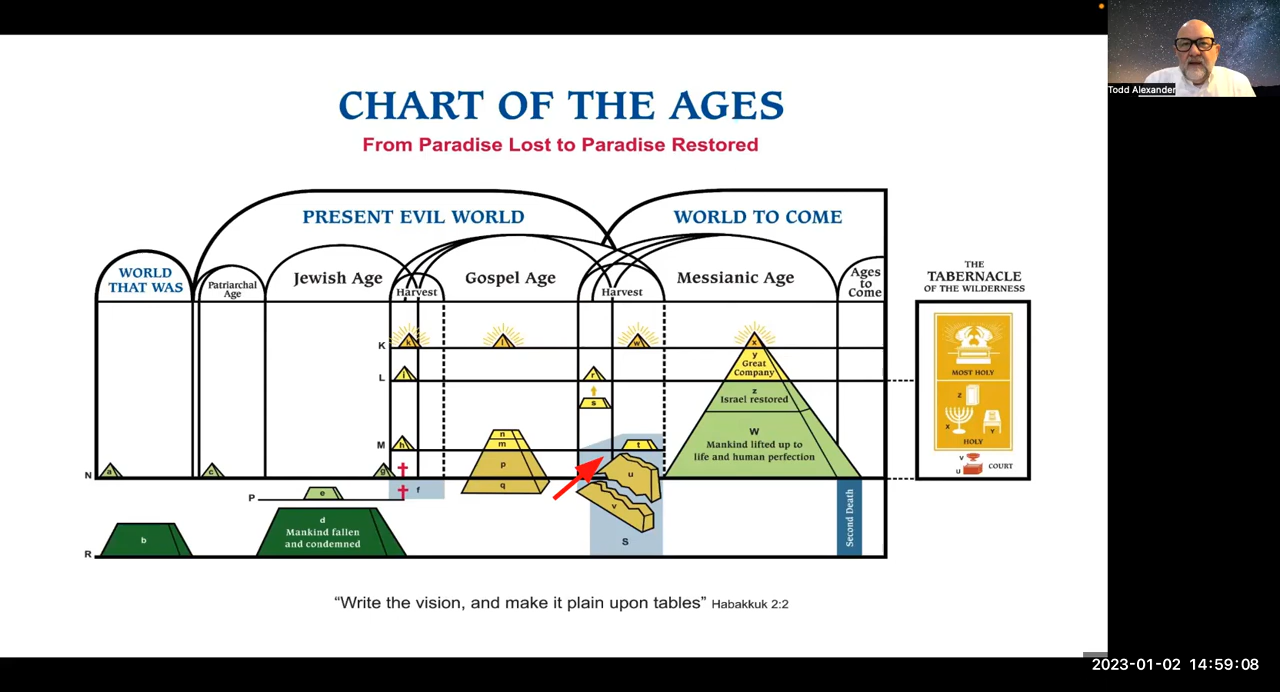 Todd Alexander
CHART OF THE AGES
From Paradise Lost to Paradise Restored
PRESENT EVIL WORLD
WORLD TO COME
WORLD
THAT WAS
Patriarchal
Age
Jewish Age
Harvest
Gospel Age
Harvest
Messianic Age
Ages
to
Come
THE
TABERNACLE
OF THE WILDERNESS
K
k
l
w
x
y
Great
Company
L
i
r
s
z
Israel restored
W
Mankind lifted up to
life and human perfection
M
h
n
m
t
N
a
c
g
p
u
P
e
f
q
v
d
Mankind fallen
and condemned
R
b
S
Second Death
MOST HOLY
Z
X
Y
HOLY
V
U
COURT
“Write the vision, and make it plain upon tables” Habakkuk 2:2
2023-01-02 14:59:08